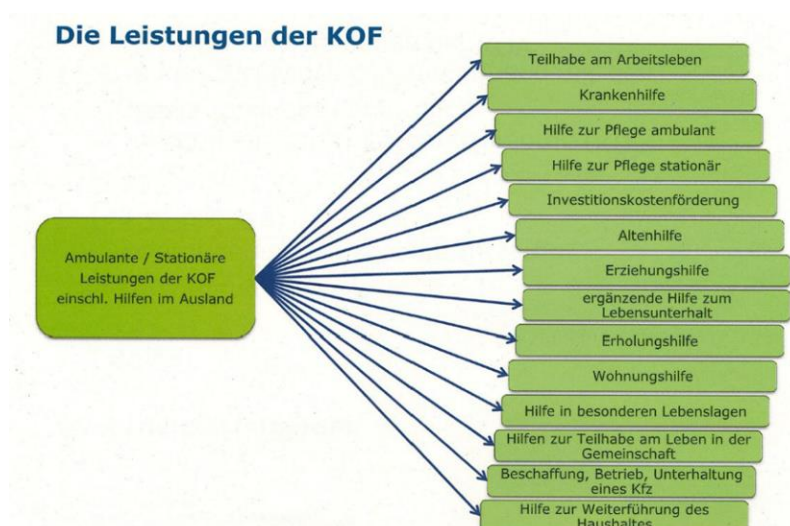 Die Leistungen der KOF
Ambulante / Stationäre
Leistungen der KOF
einschl. Hilfen im Ausland
Teilhabe am Arbeitsleben
Krankenhilfe
Hilfe zur Pflege ambulant
Hilfe zur Pflege stationär
Investitionskostenförderung
Altenhilfe
Erziehungshilfe
ergänzende Hilfe zum
Lebensunterhalt
Erholungshilfe
Wohnungshilfe
Hilfe in besonderen Lebenslagen
Hilfen zur Teilhabe am Leben in der
Gemeinschaft
Beschaffung, Betrieb, Unterhaltung
eines Kfz
Hilfe zur Weiterführung des
Haushaltes